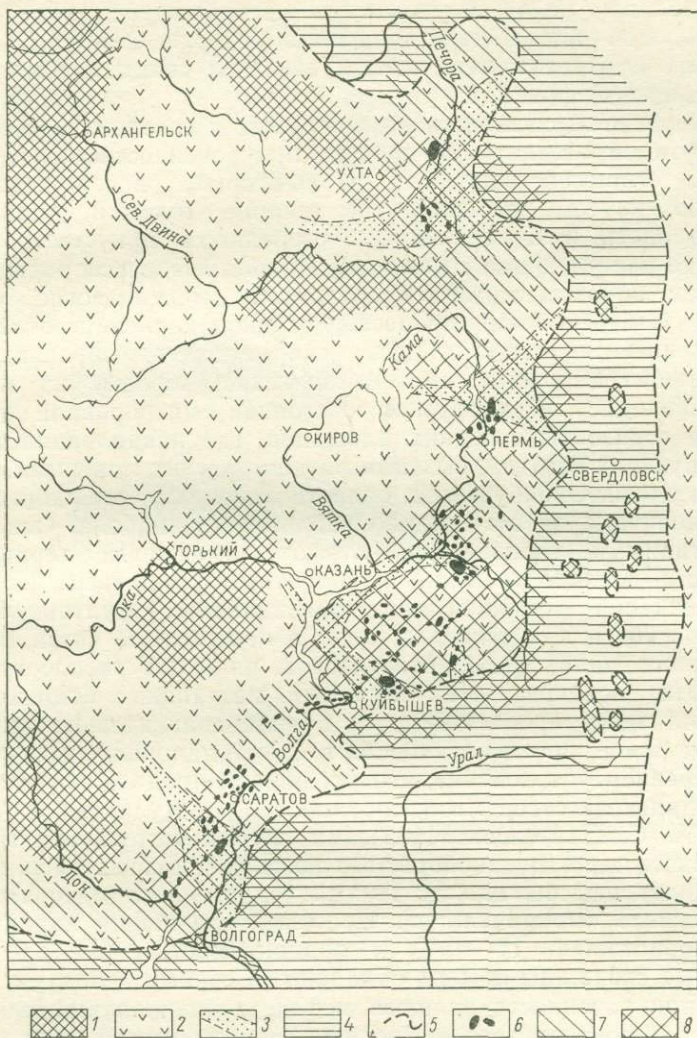 Печора
АРХАНГЕЛЬСК
УХТА
Сев. Двина
Кама
КИРОВ
ПЕРМЬ
СВЕРДЛОВСК
Вятка
ГОРЬКИЙ
КАЗАНЬ
Ока
КУЙБЫШЕВ
Волга
Урал
САРАТОВ
Дон
ВОЛГОГРАД
1 2 3 4 5 6 7 8